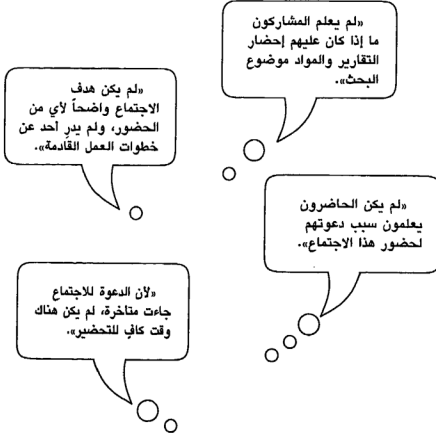 «لم يعلم المشاركون
ما إذا كان عليهم إحضار
التقارير والمواد موضوع
البحث».
«لم يكن هدف
الاجتماع واضحاً لأي من
الحضور، ولم يدرِ أحد عن
خطوات العمل القادمة».
«لم يكن الحاضرون
يعلمون سبب دعوتهم
لحضور هذا الاجتماع».
«لأن الدعوة للاجتماع
جاءت متأخرة، لم يكن هناك
وقت كافٍ للتحضير».